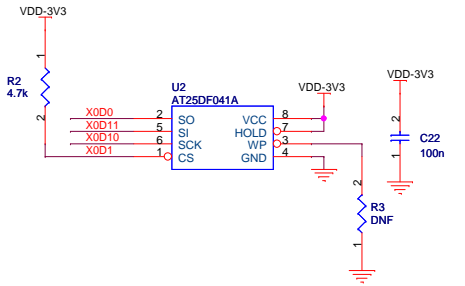 VDD-3V3
1
R2
4.7k
2
U2
AT25DF041A
X0D0
2
SO
VCC
8
X0D11
5
SI
HOLD
7
X0D10
6
SCK
WP
3
X0D1
1
CS
GND
4
VDD-3V3
VDD-3V3
2
C22
1
100n
2
R3
DNF
1